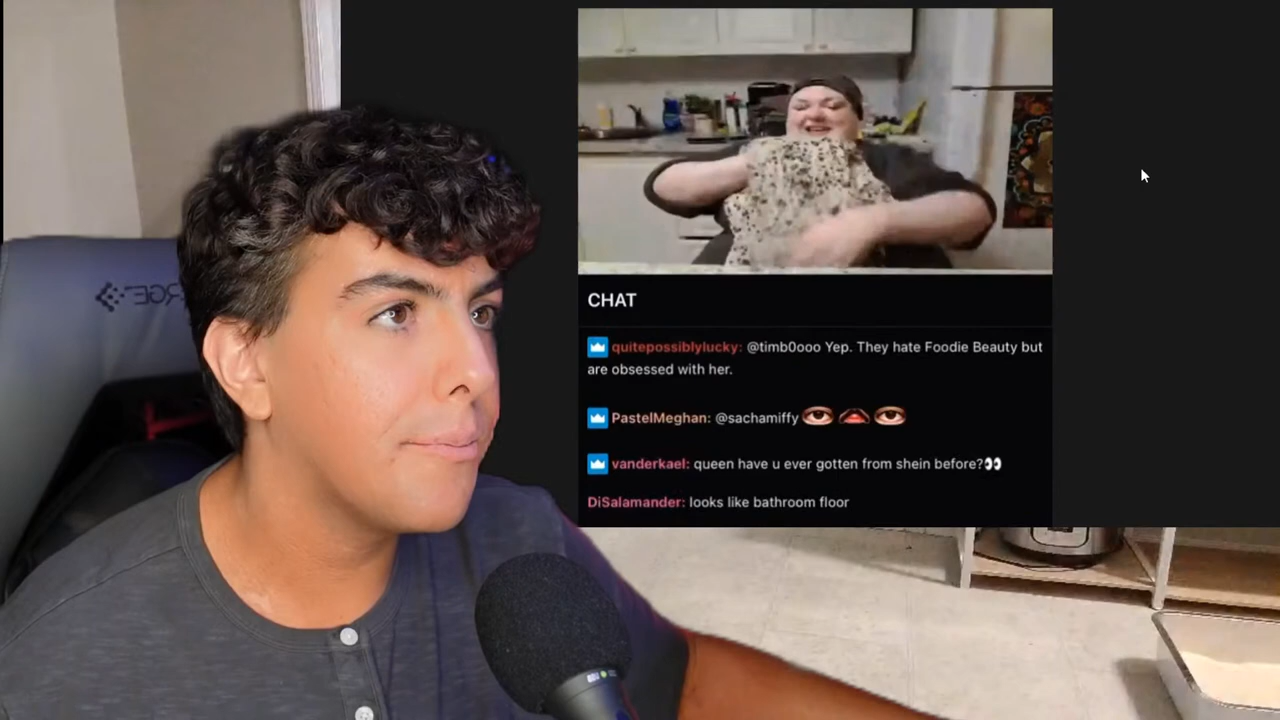 CHAT
quitepossiblylucky: @timb0ooo Yep. They hate Foodie Beauty but
are obsessed with her.
PastelMeghan: @sachamiffy 👁️👄👁️
vanderkael: queen have u ever gotten from shein before?👀
DiSalamander: looks like bathroom floor